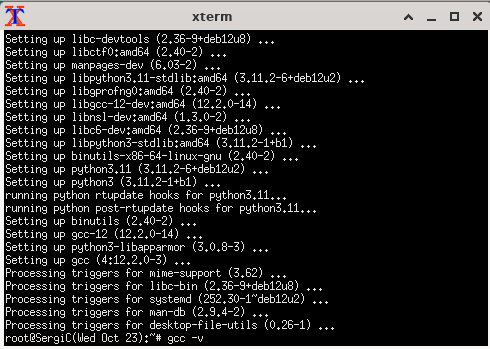 xterm
Setting up libc-devtools (2.36-9+deb12u8) ...
Setting up libctf0:amd64 (2.40-2) ...
Setting up manpages-dev (6.03-2) ...
Setting up libpython3.11-stdlib:amd64 (3.11.2-6+deb12u2) ...
Setting up libgprofng0:amd64 (2.40-2) ...
Setting up libgcc-12-dev:amd64 (12.2.0-14) ...
Setting up libnsl-dev:amd64 (1.3.0-2) ...
Setting up libc6-dev:amd64 (2.36-9+deb12u8) ...
Setting up libpython3-stdlib:amd64 (3.11.2-1+b1) ...
Setting up binutils-x86-64-linux-gnu (2.40-2) ...
Setting up python3.11 (3.11.2-6+deb12u2) ...
Setting up python3 (3.11.2-1+b1) ...
running python rtupdate hooks for python3.11...
running python post-rtupdate hooks for python3.11...
Setting up binutils (2.40-2) ...
Setting up gcc-12 (12.2.0-14) ...
Setting up python3-libapparmor (3.0.8-3) ...
Setting up gcc (4:12.2.0-3) ...
Processing triggers for mime-support (3.62) ...
Processing triggers for libc-bin (2.36-9+deb12u8) ...
Processing triggers for systemd (252.30-1~deb12u2) ...
Processing triggers for man-db (2.9.4-2) ...
Processing triggers for desktop-file-utils (0.26-1) ...
root@SergiC(Wed Oct 23):~# gcc -v